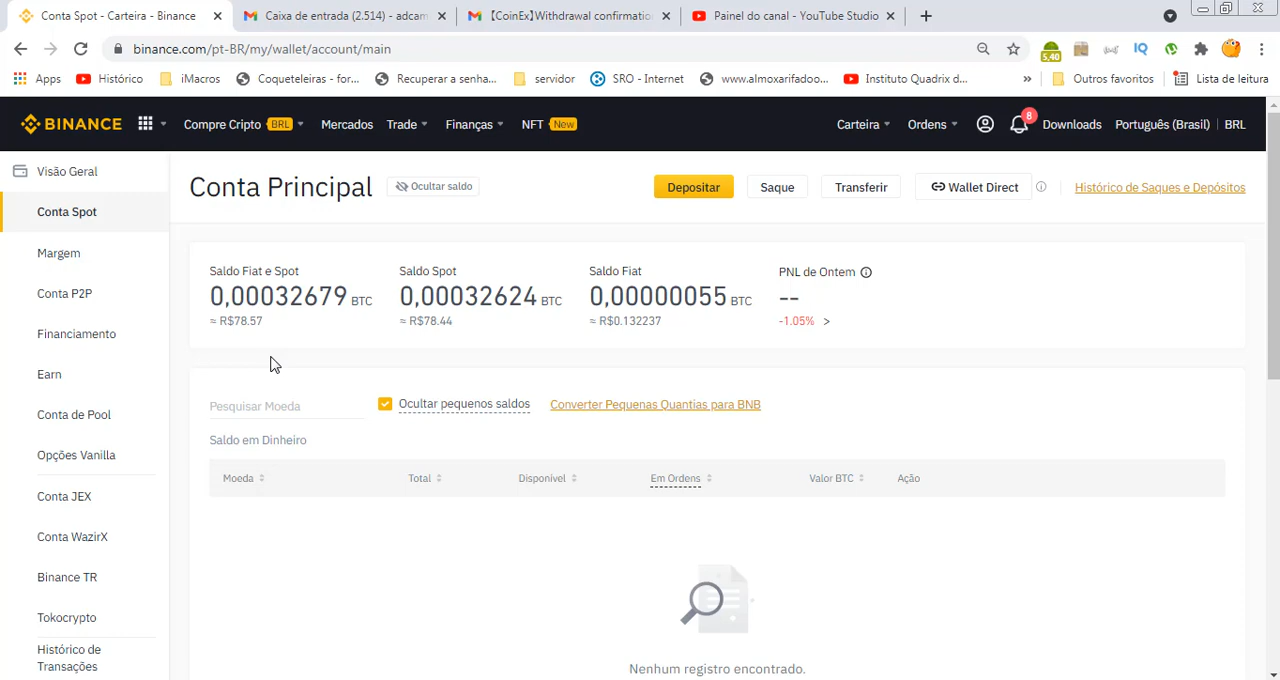 Conta Spot - Carteira - Binance
Caixa de entrada (2.514) - adcam
【CoinEx】Withdrawal confirmatio
Painel do canal - YouTube Studio
binance.com/pt-BR/my/wallet/account/main
5,40
IQ
Apps
Histórico
iMacros
Coqueteleiras - for...
Recuperar a senha...
servidor
SRO - Internet
www.almoxarifadoo...
Instituto Quadrix d...
»
Outros favoritos
Lista de leitura
BINANCE
Compre Cripto BRL
Mercados
Trade
Finanças
NFT New
Carteira
Ordens
8
Downloads
Português (Brasil)
BRL
Visão Geral
Conta Spot
Margem
Conta P2P
Financiamento
Earn
Conta de Pool
Opções Vanilla
Conta JEX
Conta WazirX
Binance TR
Tokocrypto
Histórico de
Transações
Conta Principal
Ocultar saldo
Depositar
Saque
Transferir
Wallet Direct
Histórico de Saques e Depósitos
Saldo Fiat e Spot
0,00032679 BTC
≈ R$78.57
Saldo Spot
0,00032624 BTC
≈ R$78.44
Saldo Fiat
0,00000055 BTC
≈ R$0.132237
PNL de Ontem
--
-1.05% >
Pesquisar Moeda
Ocultar pequenos saldos
Converter Pequenas Quantias para BNB
Saldo em Dinheiro
Moeda
Total
Disponível
Em Ordens
Valor BTC
Ação
Nenhum registro encontrado.